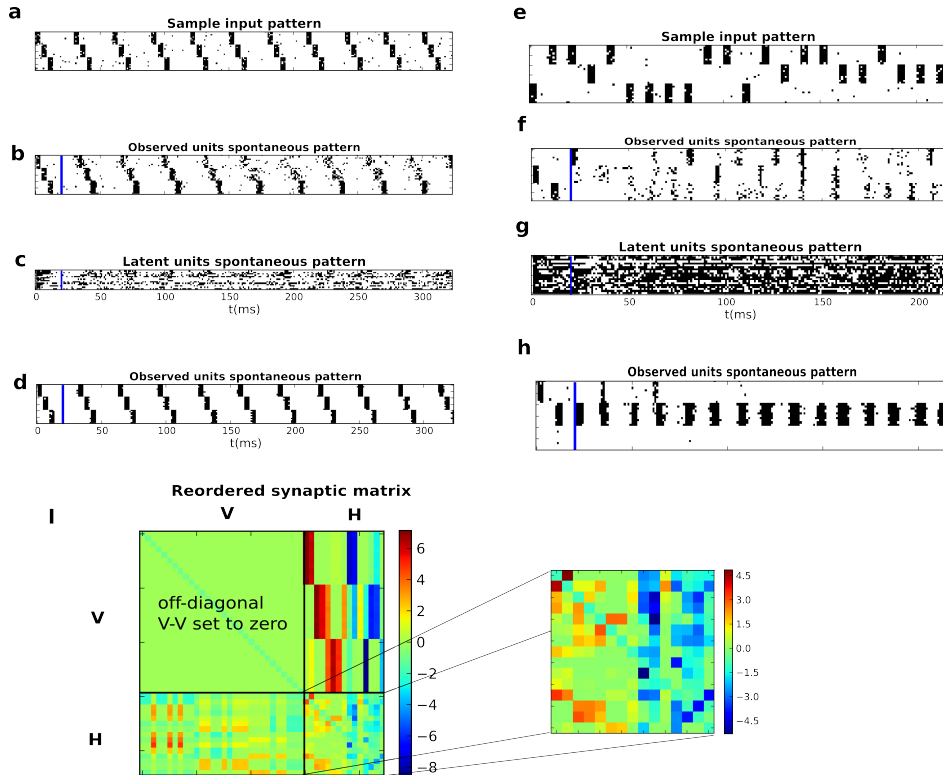 a
Sample input pattern
b
Observed units spontaneous pattern
c
Latent units spontaneous pattern
0 50 100 150 200 250 300
t(ms)
d
Observed units spontaneous pattern
0 50 100 150 200 250 300
t(ms)
e
Sample input pattern
f
Observed units spontaneous pattern
g
Latent units spontaneous pattern
0 50 100 150 200
t(ms)
h
Observed units spontaneous pattern
I
Reordered synaptic matrix
V H
V
H
off-diagonal
V-V set to zero
6
4
2
0
−2
−4
−6
−8
4.5
3.0
1.5
0.0
−1.5
−3.0
−4.5